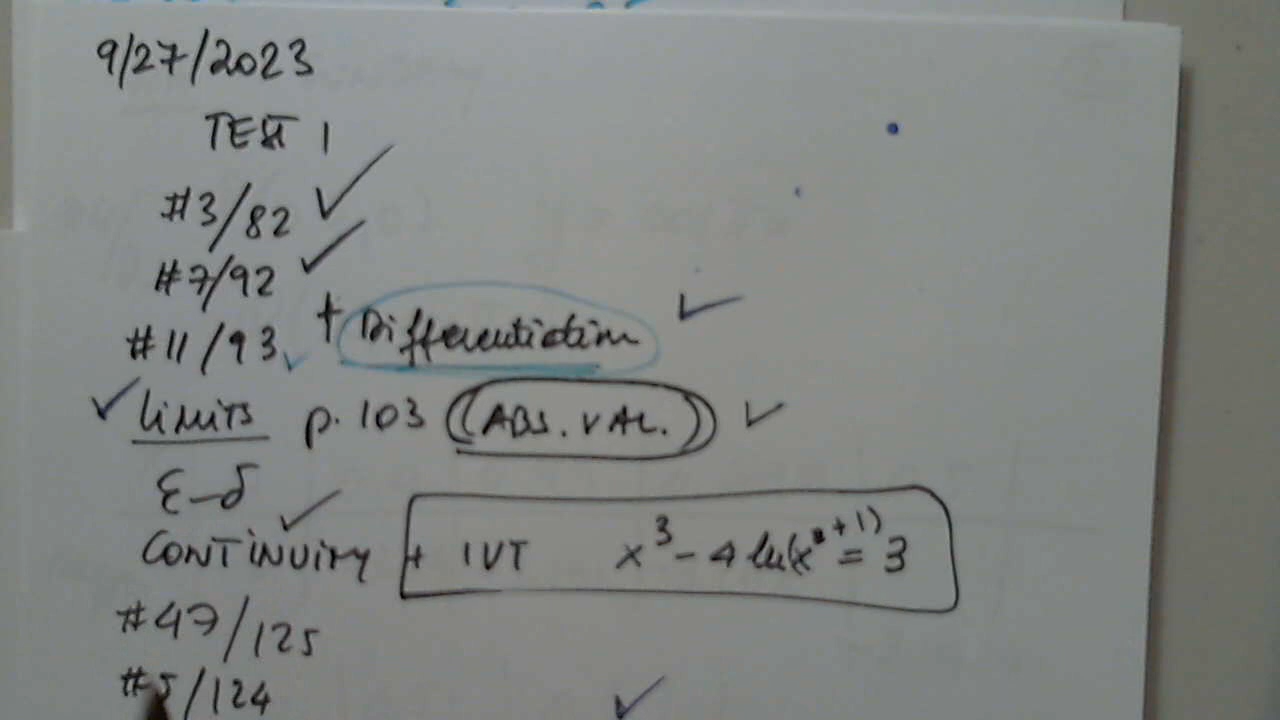 9/27/2023
TEST 1
#3/82 ✓
#7/92 ✓
#11/93 ✓ + Differentiation ✓
✓ Limits p. 103 (ABS. VAL.) ✓
ε-δ
CONTINUITY ✓ + IVT x³ - 4 ln(x² + 1) = 3
#47/125
#5/124 ✓